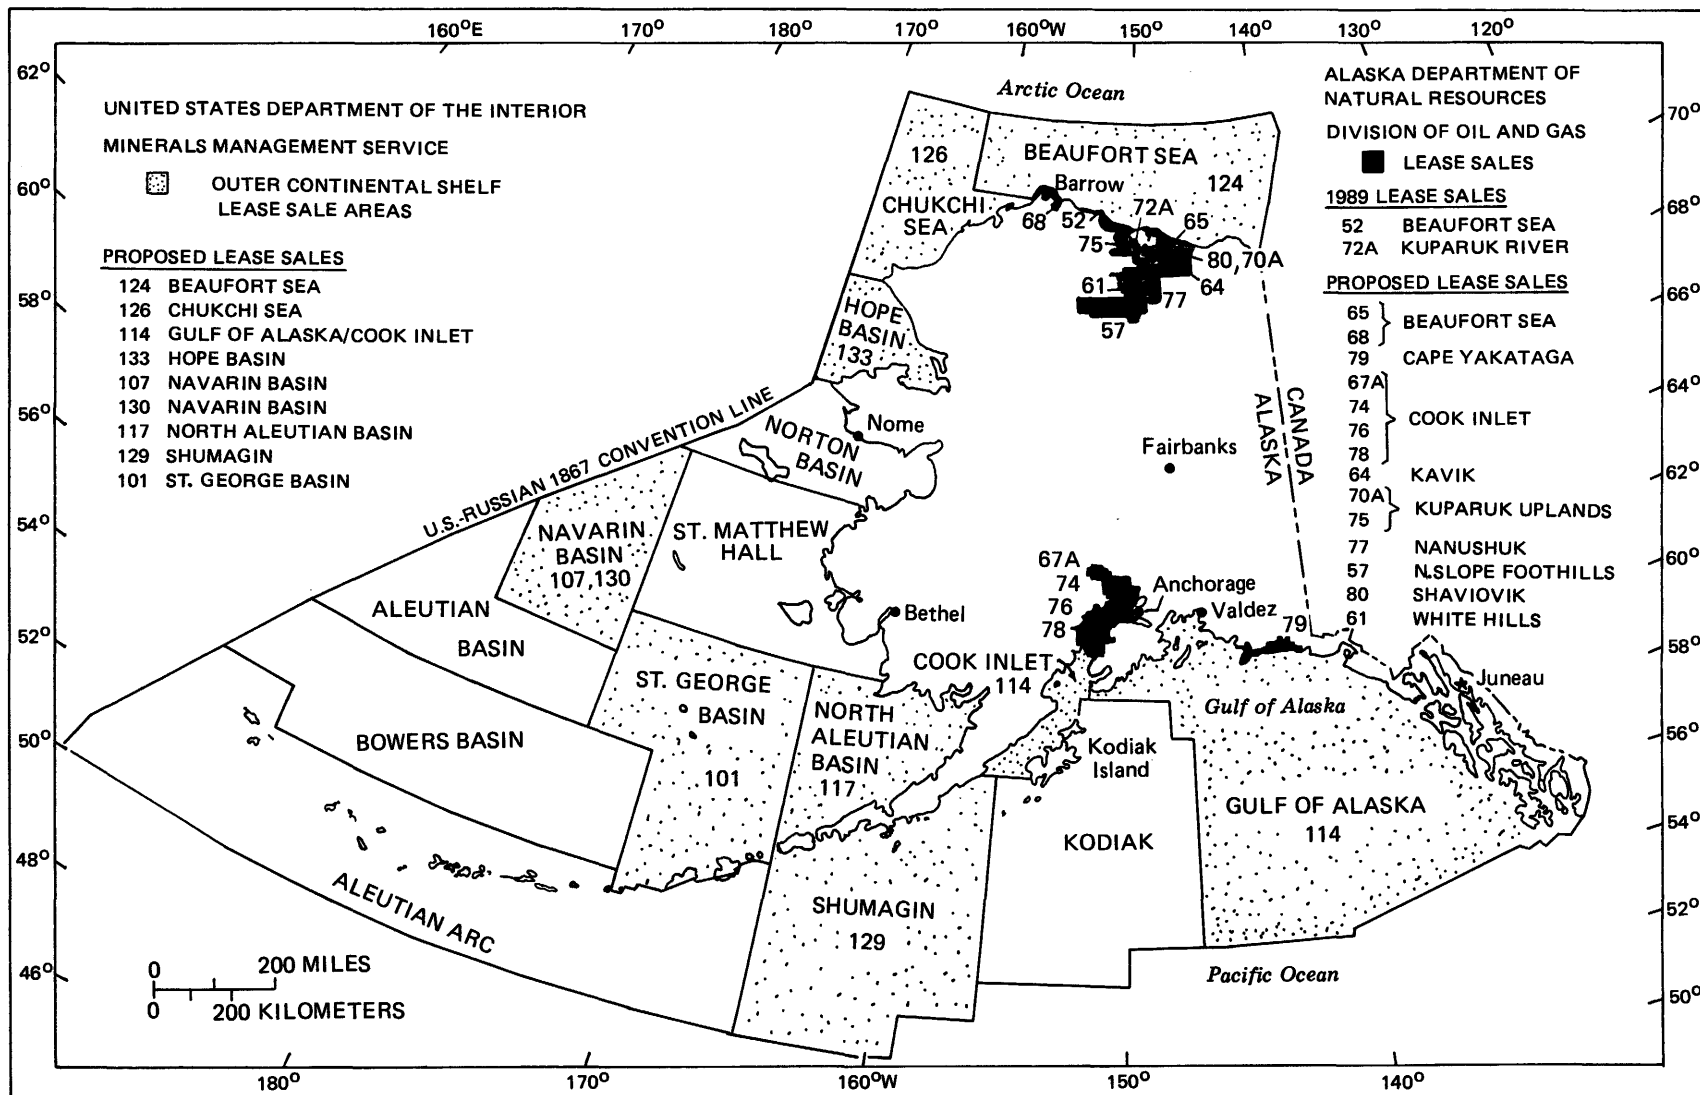 160°E 170° 180° 170° 160°W 150° 140° 130° 120°
62°
60°
58°
56°
54°
52°
50°
48°
46°
70°
68°
66°
64°
62°
60°
58°
56°
54°
52°
50°
180° 170° 160°W 150° 140°
UNITED STATES DEPARTMENT OF THE INTERIOR
MINERALS MANAGEMENT SERVICE
OUTER CONTINENTAL SHELF
LEASE SALE AREAS
PROPOSED LEASE SALES
124 BEAUFORT SEA
126 CHUKCHI SEA
114 GULF OF ALASKA/COOK INLET
133 HOPE BASIN
107 NAVARIN BASIN
130 NAVARIN BASIN
117 NORTH ALEUTIAN BASIN
129 SHUMAGIN
101 ST. GEORGE BASIN
ALASKA DEPARTMENT OF
NATURAL RESOURCES
DIVISION OF OIL AND GAS
LEASE SALES
1989 LEASE SALES
52 BEAUFORT SEA
72A KUPARUK RIVER
PROPOSED LEASE SALES
65
68
BEAUFORT SEA
79 CAPE YAKATAGA
67A
74
76
78
COOK INLET
64 KAVIK
70A
75
KUPARUK UPLANDS
77 NANUSHUK
57 N.SLOPE FOOTHILLS
80 SHAVIOVIK
61 WHITE HILLS
Arctic Ocean
126
CHUKCHI
SEA
BEAUFORT SEA
124
Barrow
68
52
72A
65
75
80,70A
61
64
77
57
HOPE
BASIN
133
U.S.-RUSSIAN 1867 CONVENTION LINE
NORTON
BASIN
Nome
Fairbanks
CANADA
ALASKA
NAVARIN
BASIN
107,130
ST. MATTHEW
HALL
ALEUTIAN
BASIN
Bethel
67A
74
76
78
Anchorage
Valdez
79
Juneau
COOK INLET
114
ST. GEORGE
BASIN
101
NORTH
ALEUTIAN
BASIN
117
BOWERS BASIN
Gulf of Alaska
Kodiak
Island
KODIAK
GULF OF ALASKA
114
SHUMAGIN
129
ALEUTIAN ARC
Pacific Ocean
0 200 MILES
0 200 KILOMETERS